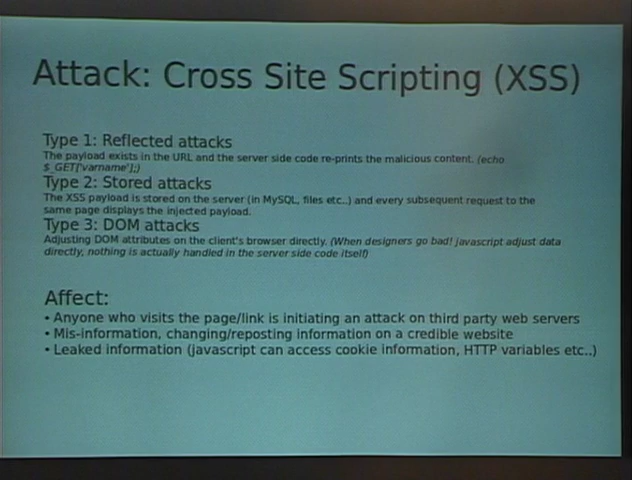 Attack: Cross Site Scripting (XSS)
Type 1: Reflected attacks
The payload exists in the URL and the server side code re-prints the malicious content. (echo
$_GET['varname'];)
Type 2: Stored attacks
The XSS payload is stored on the server (in MySQL, files etc..) and every subsequent request to the
same page displays the injected payload.
Type 3: DOM attacks
Adjusting DOM attributes on the client's browser directly. (When designers go bad! Javascript adjust data
directly, nothing is actually handled in the server side code itself)
Affect:
• Anyone who visits the page/link is initiating an attack on third party web servers
• Mis-information, changing/reposting information on a credible website
• Leaked information (javascript can access cookie information, HTTP variables etc..)